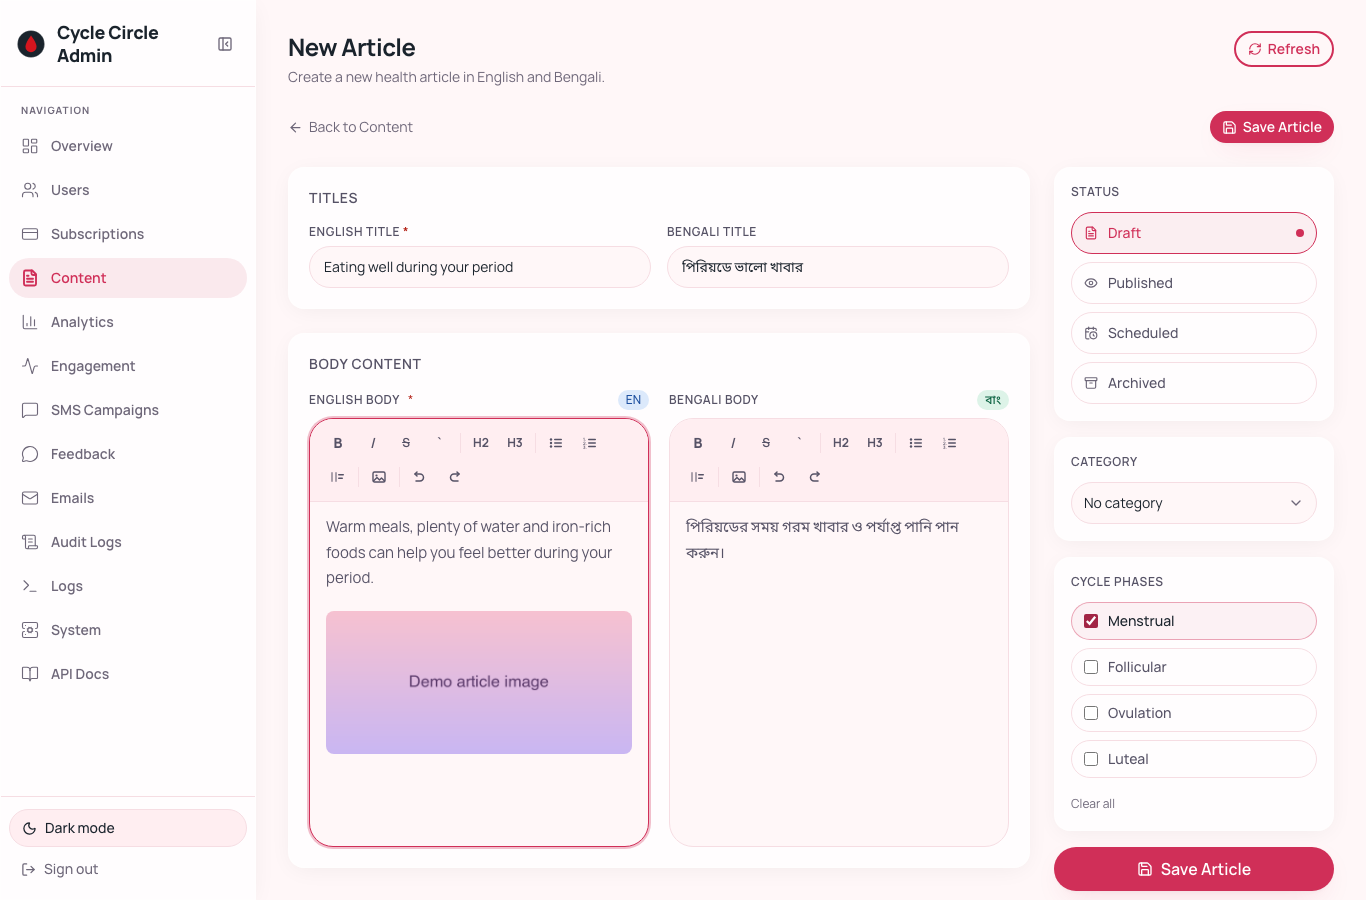 Cycle Circle
Admin
NAVIGATION
Overview
Users
Subscriptions
Content
Analytics
Engagement
SMS Campaigns
Feedback
Emails
Audit Logs
Logs
System
API Docs
Dark mode
Sign out
New Article
Create a new health article in English and Bengali.
Refresh
Back to Content
Save Article
TITLES
ENGLISH TITLE *
Eating well during your period
BENGALI TITLE
পিরিয়ডে ভালো খাবার
BODY CONTENT
ENGLISH BODY *
EN
B I S ` H2 H3
Warm meals, plenty of water and iron-rich
foods can help you feel better during your
period.
Demo article image
BENGALI BODY
বাং
B I S ` H2 H3
পিরিয়ডের সময় গরম খাবার ও পর্যাপ্ত পানি পান
করুন।
STATUS
Draft
Published
Scheduled
Archived
CATEGORY
No category
CYCLE PHASES
Menstrual
Follicular
Ovulation
Luteal
Clear all
Save Article